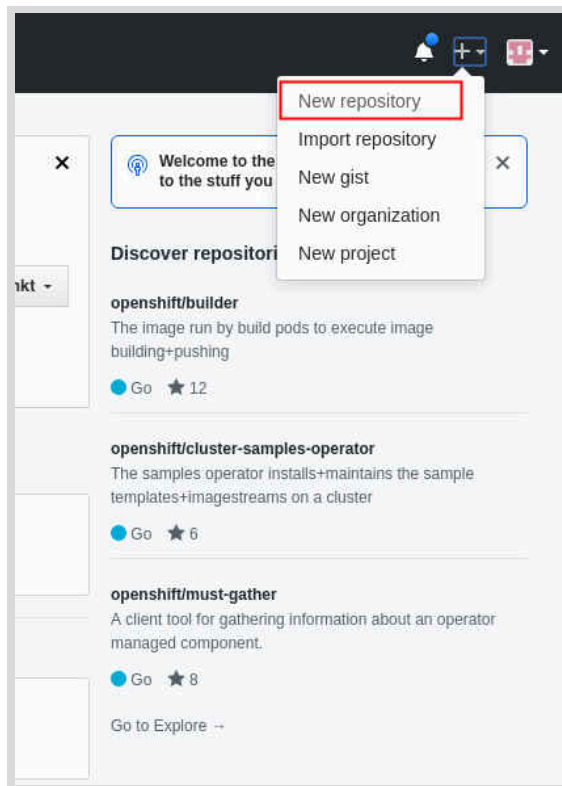 New repository
Import repository
New gist
New organization
New project
Welcome to the
to the stuff you
nkt
Discover repositori
openshift/builder
The image run by build pods to execute image
building+pushing
Go 12
openshift/cluster-samples-operator
The samples operator installs+maintains the sample
templates+imagestreams on a cluster
Go 6
openshift/must-gather
A client tool for gathering information about an operator
managed component.
Go 8
Go to Explore →